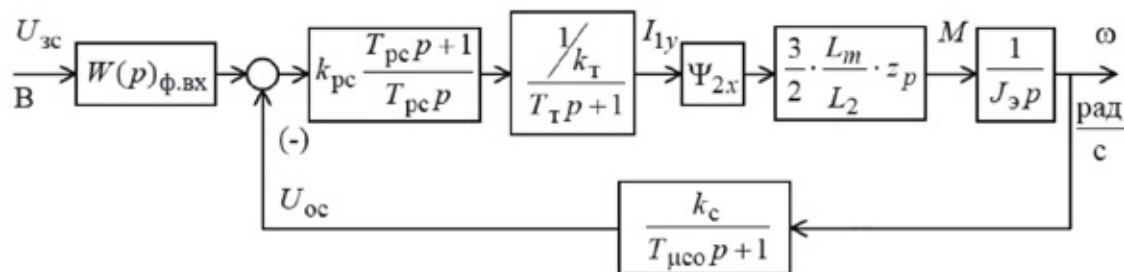 U_зс
В
W(p)_ф.вх
(-)
U_ос
k_рс (T_рс p + 1)/(T_рс p)
(1/k_т)/(T_т p + 1)
I_1y
Ψ_2x
3/2 · L_m/L_2 · z_p
M
1/(J_э p)
ω
рад/с
k_с/(T_μсо p + 1)